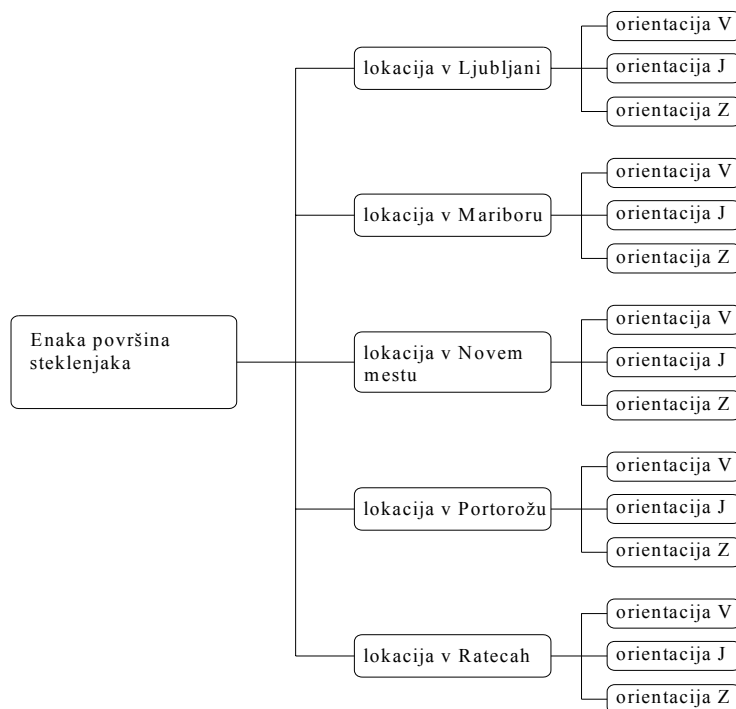 Enaka površina
steklenjaka
lokacija v Ljubljani
orientacija V
orientacija J
orientacija Z
lokacija v Mariboru
orientacija V
orientacija J
orientacija Z
lokacija v Novem
mestu
orientacija V
orientacija J
orientacija Z
lokacija v Portorožu
orientacija V
orientacija J
orientacija Z
lokacija v Ratecah
orientacija V
orientacija J
orientacija Z